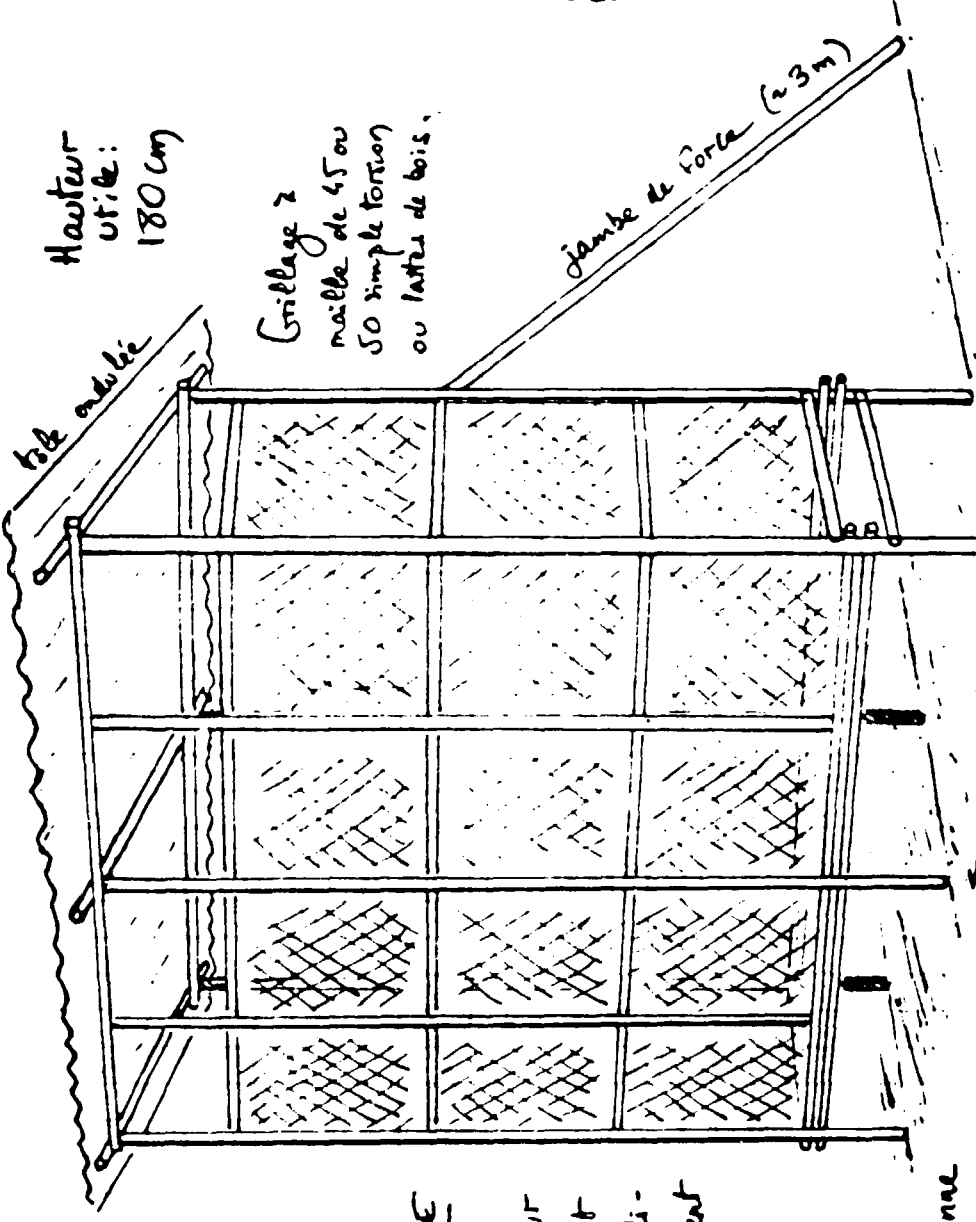 Hauteur
utile:
180 cm
tôle ondulée
Grillage à
maille de 45 ou
50 simple torsion
ou lattes de bois.
jambe de force (~3m)